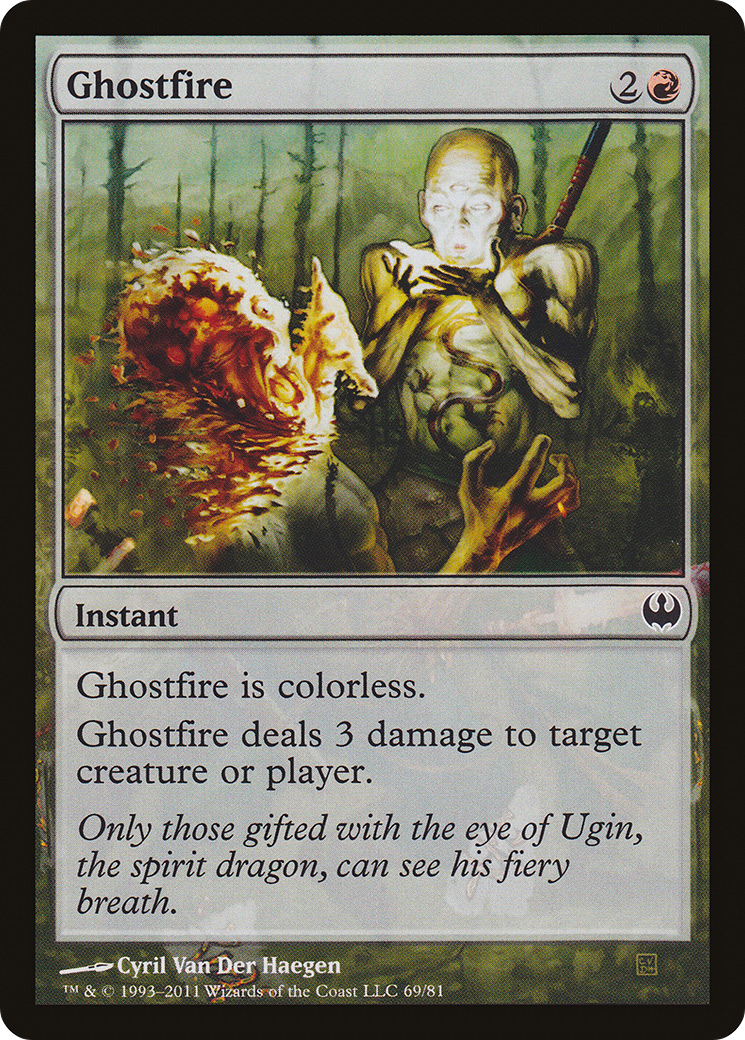 Ghostfire 2
Instant
Ghostfire is colorless.
Ghostfire deals 3 damage to target
creature or player.
Only those gifted with the eye of Ugin,
the spirit dragon, can see his fiery
breath.
Cyril Van Der Haegen
™ & © 1993–2011 Wizards of the Coast LLC 69/81